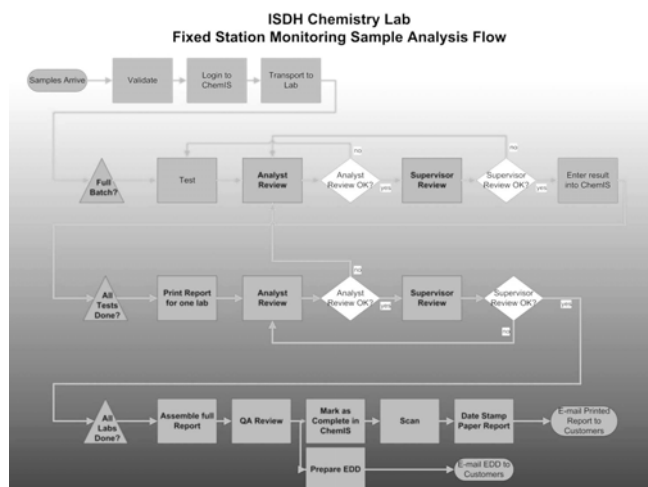 ISDH Chemistry Lab
Fixed Station Monitoring Sample Analysis Flow
Samples Arrive
Validate
Login to
ChemIS
Transport to
Lab
no
no
Full
Batch?
Test
Analyst
Review
Analyst
Review OK?
yes
Supervisor
Review
Supervisor
Review OK?
yes
Enter result
into ChemIS
no
All
Tests
Done?
Print Report
for one lab
Analyst
Review
Analyst
Review OK?
yes
Supervisor
Review
Supervisor
Review OK?
yes
no
All
Labs
Done?
Assemble full
Report
QA Review
Mark as
Complete in
ChemIS
Scan
Date Stamp
Paper Report
E-mail Printed
Report to
Customers
Prepare EDD
E-mail EDD to
Customers